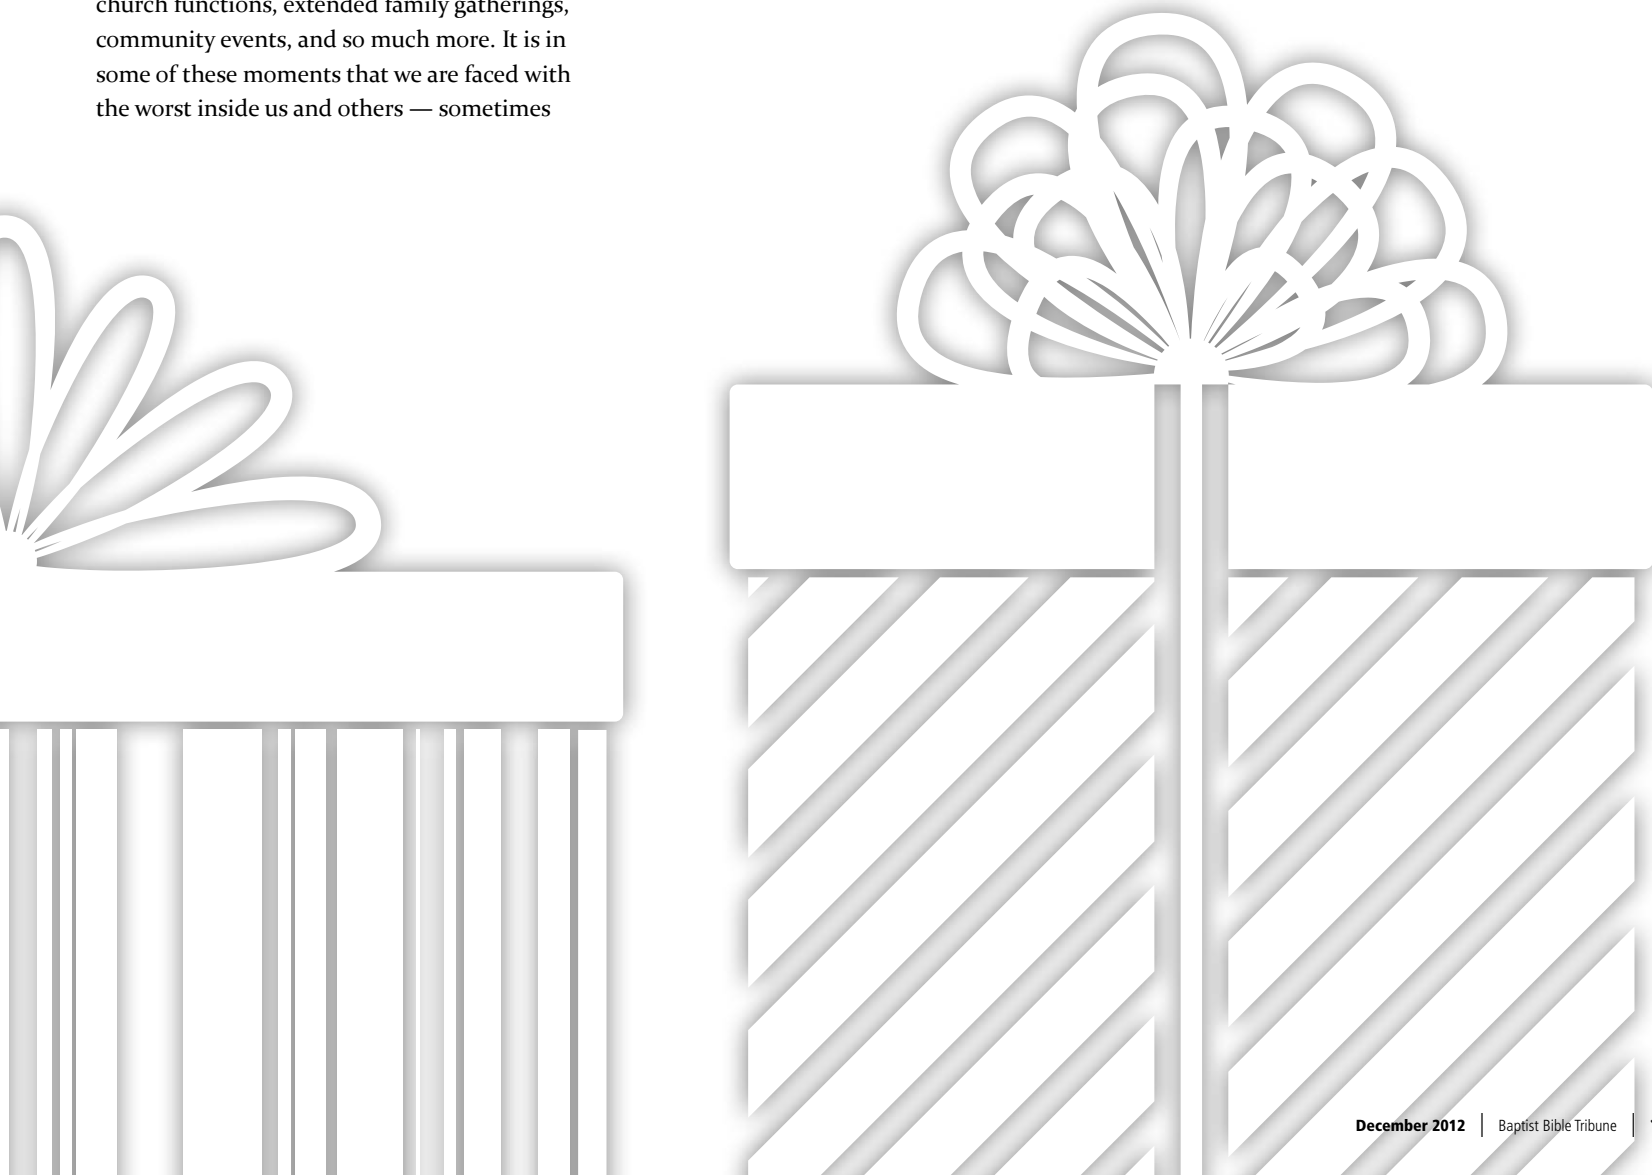 church functions, extended family gatherings,
community events, and so much more. It is in
some of these moments that we are faced with
the worst inside us and others — sometimes
December 2012 | Baptist Bible Tribune |